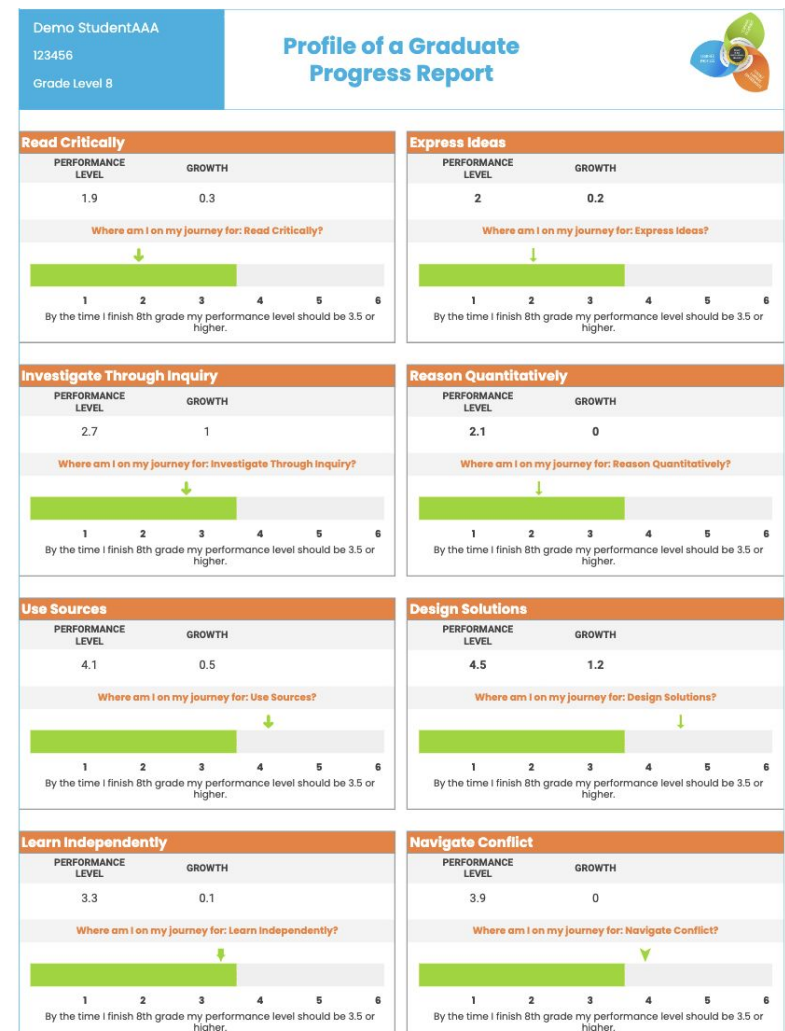 Demo StudentAAA
123456
Grade Level 8
Profile of a Graduate
Progress Report
Read Critically
PERFORMANCE
LEVEL
GROWTH
1.9
0.3
Where am I on my journey for: Read Critically?
1 2 3 4 5 6
By the time I finish 8th grade my performance level should be 3.5 or
higher.
Express Ideas
PERFORMANCE
LEVEL
GROWTH
2
0.2
Where am I on my journey for: Express Ideas?
1 2 3 4 5 6
By the time I finish 8th grade my performance level should be 3.5 or
higher.
Investigate Through Inquiry
PERFORMANCE
LEVEL
GROWTH
2.7
1
Where am I on my journey for: Investigate Through Inquiry?
1 2 3 4 5 6
By the time I finish 8th grade my performance level should be 3.5 or
higher.
Reason Quantitatively
PERFORMANCE
LEVEL
GROWTH
2.1
0
Where am I on my journey for: Reason Quantitatively?
1 2 3 4 5 6
By the time I finish 8th grade my performance level should be 3.5 or
higher.
Use Sources
PERFORMANCE
LEVEL
GROWTH
4.1
0.5
Where am I on my journey for: Use Sources?
1 2 3 4 5 6
By the time I finish 8th grade my performance level should be 3.5 or
higher.
Design Solutions
PERFORMANCE
LEVEL
GROWTH
4.5
1.2
Where am I on my journey for: Design Solutions?
1 2 3 4 5 6
By the time I finish 8th grade my performance level should be 3.5 or
higher.
Learn Independently
PERFORMANCE
LEVEL
GROWTH
3.3
0.1
Where am I on my journey for: Learn Independently?
1 2 3 4 5 6
By the time I finish 8th grade my performance level should be 3.5 or
higher.
Navigate Conflict
PERFORMANCE
LEVEL
GROWTH
3.9
0
Where am I on my journey for: Navigate Conflict?
1 2 3 4 5 6
By the time I finish 8th grade my performance level should be 3.5 or
higher.